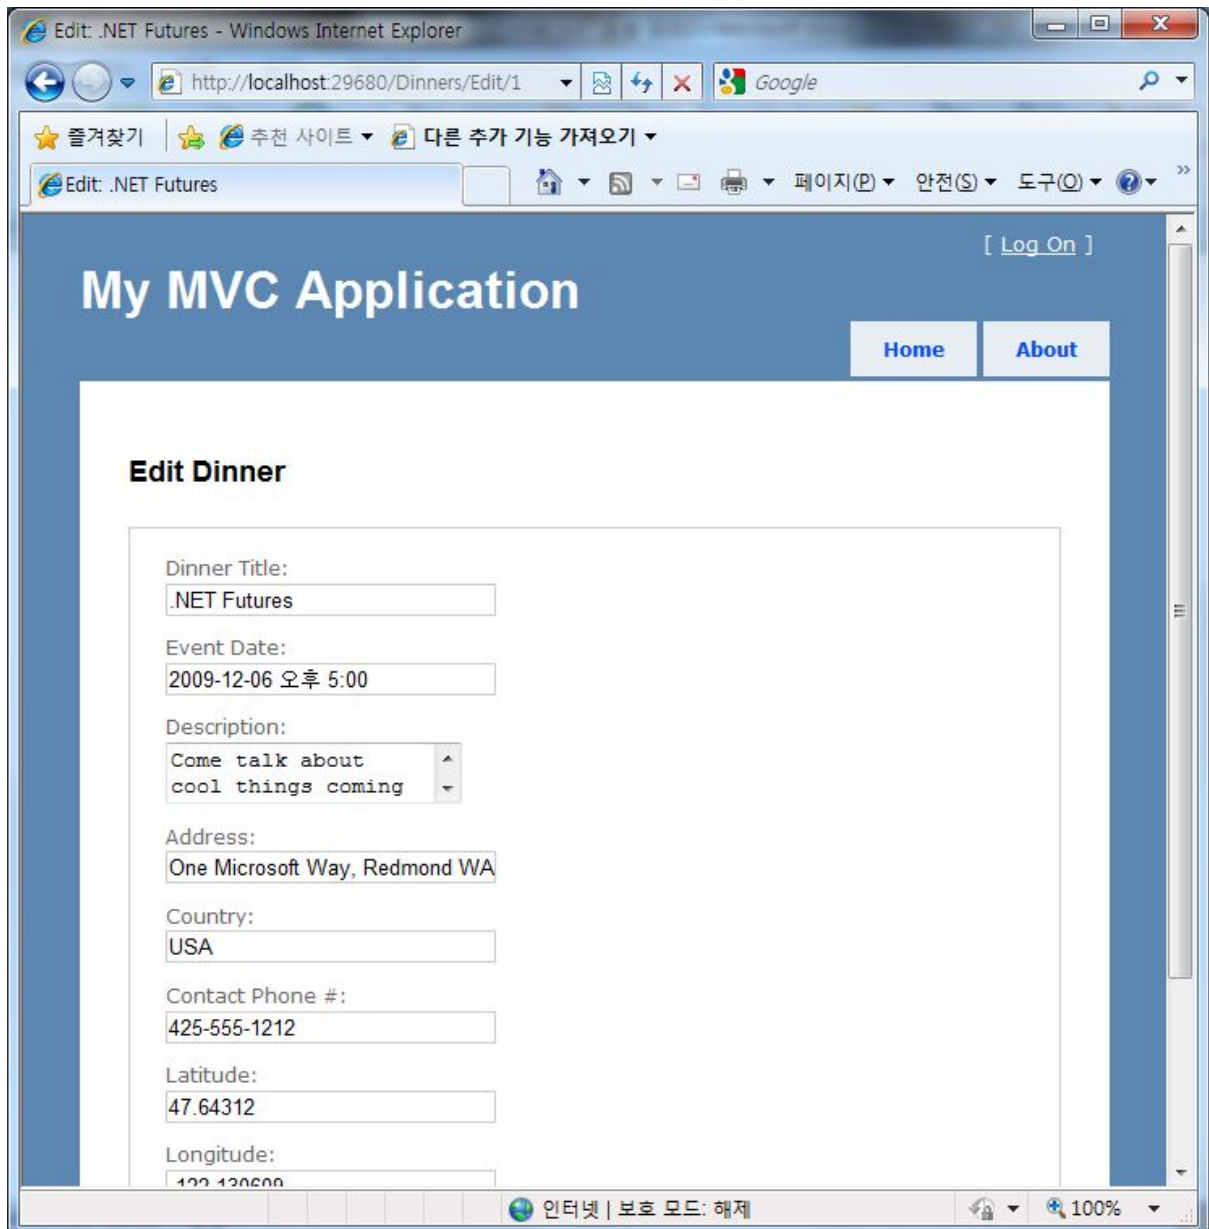 Edit: .NET Futures - Windows Internet Explorer
http://localhost:29680/Dinners/Edit/1
Google
즐겨찾기 추천 사이트 다른 추가 기능 가져오기
Edit: .NET Futures 페이지(P) 안전(S) 도구(O) »
[ Log On ]
My MVC Application
Home About
Edit Dinner
Dinner Title:
.NET Futures
Event Date:
2009-12-06 오후 5:00
Description:
Come talk about
cool things coming
Address:
One Microsoft Way, Redmond WA
Country:
USA
Contact Phone #:
425-555-1212
Latitude:
47.64312
Longitude:
-122.130609
인터넷 | 보호 모드: 해제 100%